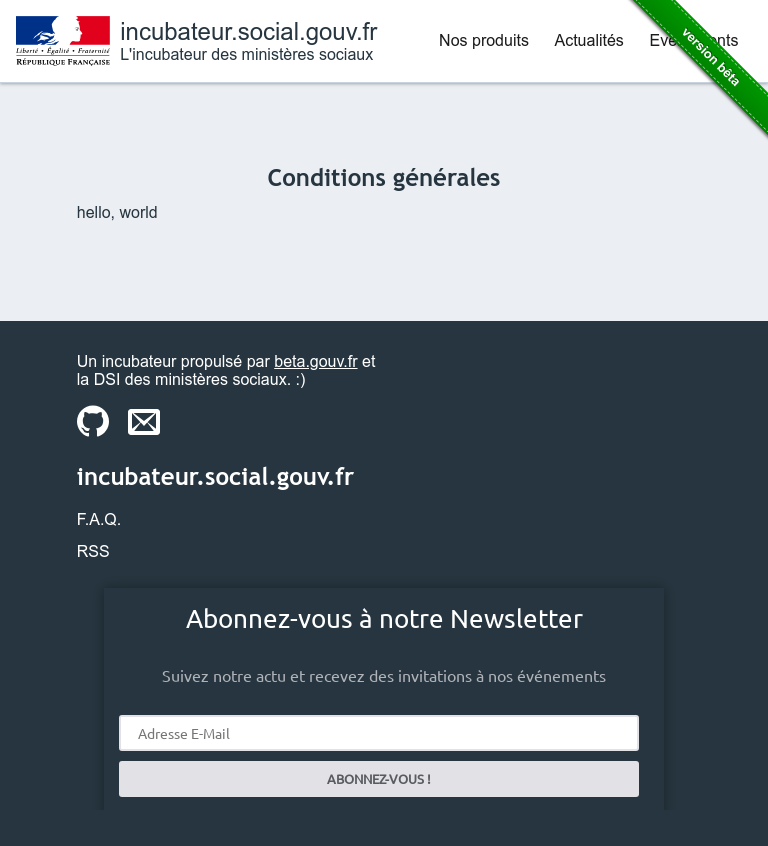 Liberté • Égalité • Fraternité
RÉPUBLIQUE FRANÇAISE
incubateur.social.gouv.fr
L'incubateur des ministères sociaux
Nos produits
Actualités
version bêta
Conditions générales
hello, world
Un incubateur propulsé par beta.gouv.fr et
la DSI des ministères sociaux. :)
incubateur.social.gouv.fr
F.A.Q.
RSS
Abonnez-vous à notre Newsletter
Suivez notre actu et recevez des invitations à nos événements
Adresse E-Mail
ABONNEZ-VOUS !